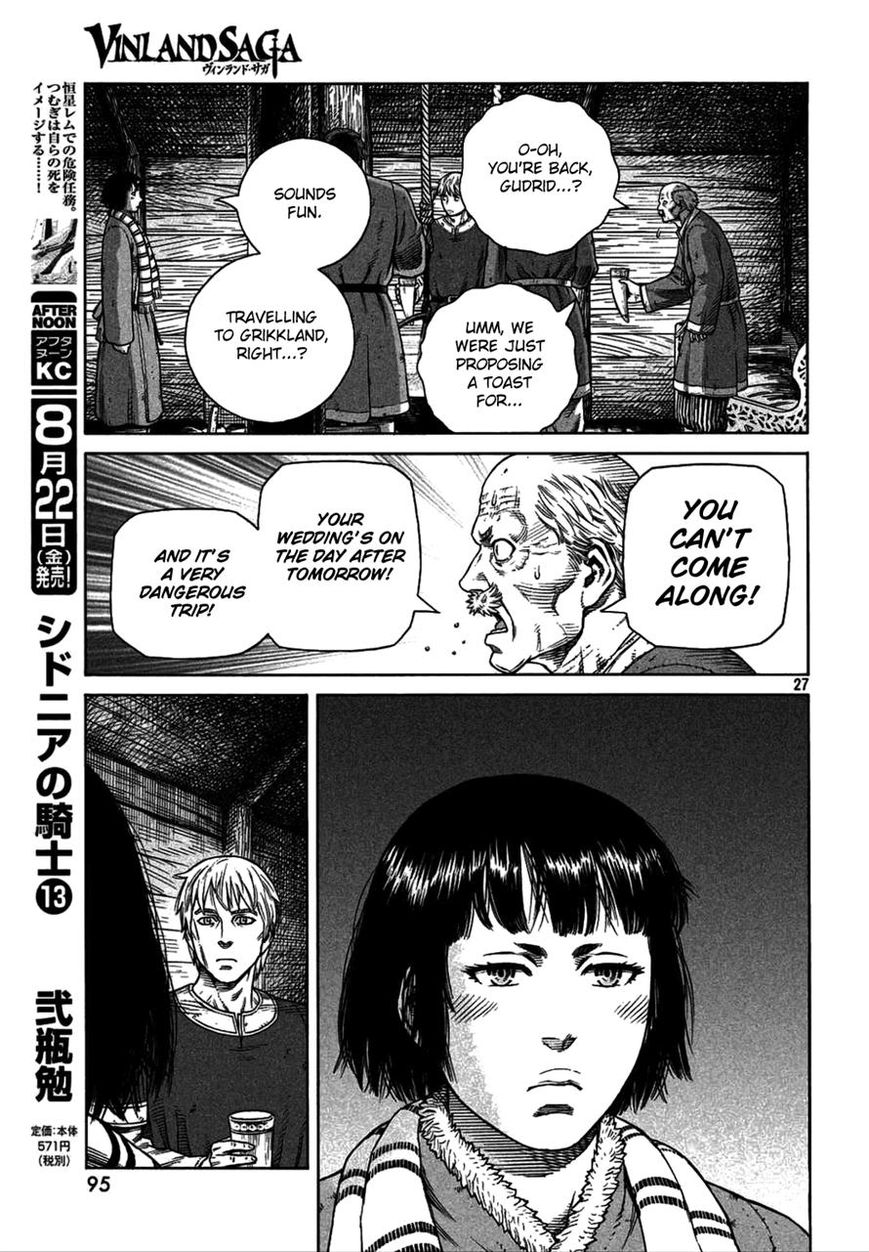 VINLAND SAGA
ヴィンランド・サガ
O-OH,
YOU'RE BACK,
GUDRID...?
UMM, WE
WERE JUST
PROPOSING
A TOAST
FOR...
SOUNDS
FUN.
TRAVELLING
TO GRIKKLAND,
RIGHT...?
YOU
CAN'T
COME
ALONG!
YOUR
WEDDING'S ON
THE DAY AFTER
TOMORROW!
AND IT'S
A VERY
DANGEROUS
TRIP!
27
95
恒星レムでの危険任務。
つむぎは自らの死を
イメージする……!
AFTER
NOON
アフタ
ヌーン
KC
8月22日(金)発売!
シドニアの騎士⓭
弐瓶勉
定価:本体
571円
(税別)